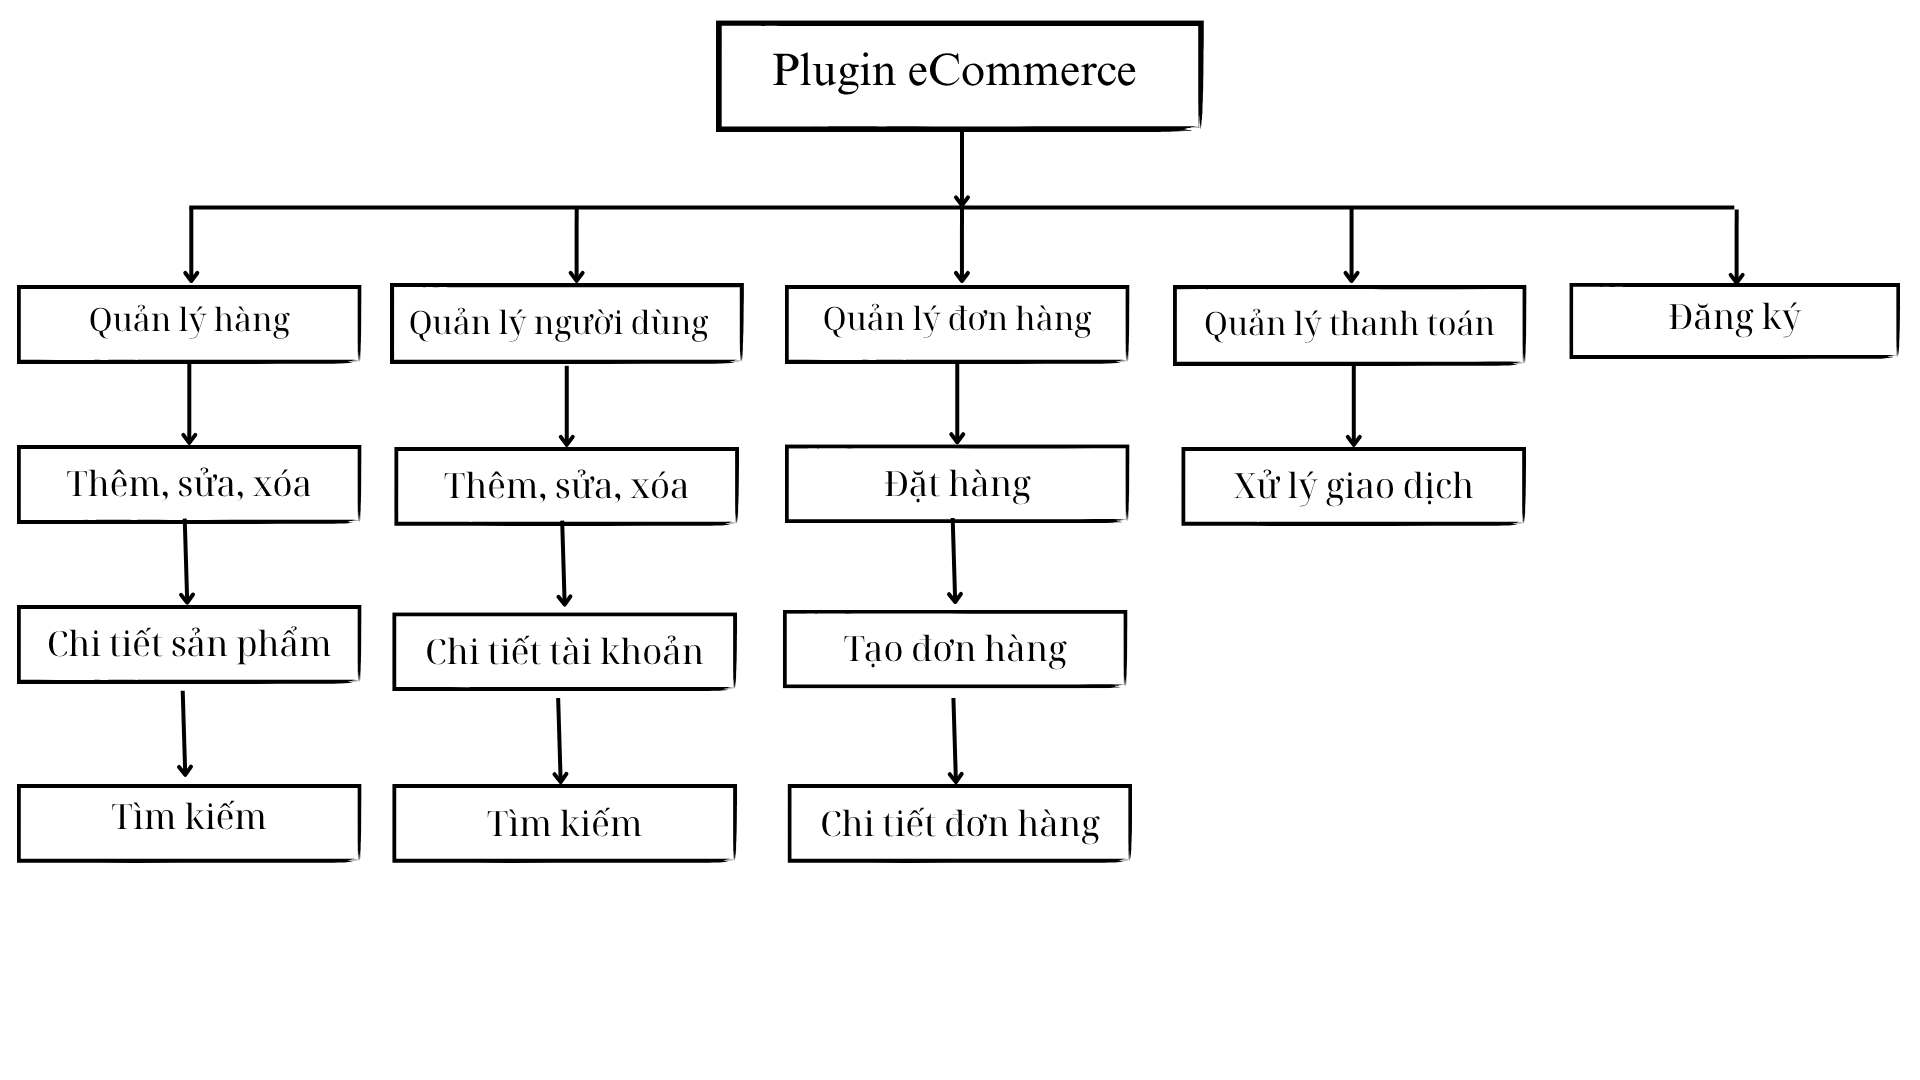 Plugin eCommerce
Quản lý hàng
Quản lý người dùng
Quản lý đơn hàng
Quản lý thanh toán
Đăng ký
Thêm, sửa, xóa
Thêm, sửa, xóa
Đặt hàng
Xử lý giao dịch
Chi tiết sản phẩm
Chi tiết tài khoản
Tạo đơn hàng
Tìm kiếm
Tìm kiếm
Chi tiết đơn hàng